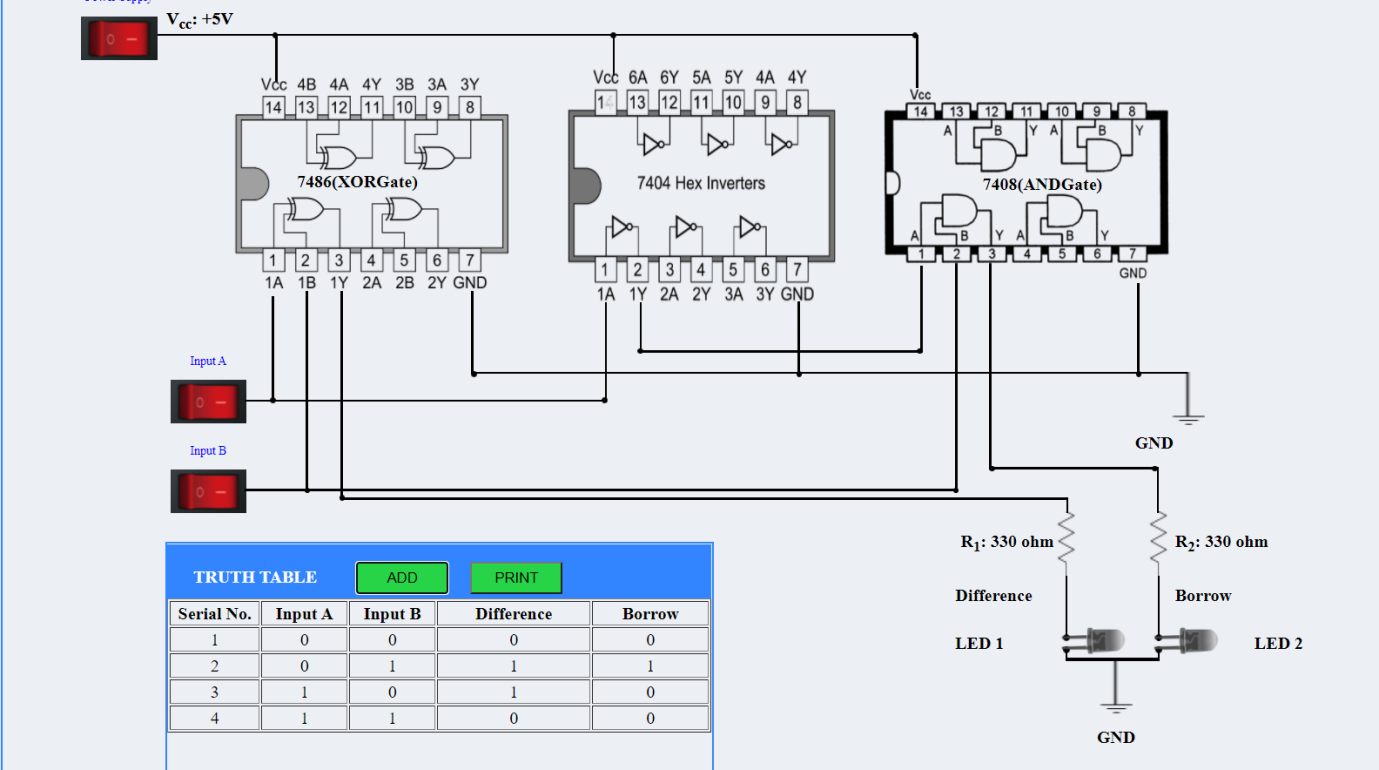 Power Supply
Vcc: +5V
Vcc 4B 4A 4Y 3B 3A 3Y
14 13 12 11 10 9 8
7486(XORGate)
1 2 3 4 5 6 7
1A 1B 1Y 2A 2B 2Y GND
Vcc 6A 6Y 5A 5Y 4A 4Y
14 13 12 11 10 9 8
7404 Hex Inverters
1 2 3 4 5 6 7
1A 1Y 2A 2Y 3A 3Y GND
Vcc
14 13 12 11 10 9 8
A B Y A B Y
7408(ANDGate)
A B Y A B Y
1 2 3 4 5 6 7
GND
Input A
0 –
Input B
0 –
0 –
GND
R1: 330 ohm
R2: 330 ohm
Difference
Borrow
LED 1
LED 2
GND
TRUTH TABLE ADD PRINT
Serial No. Input A Input B Difference Borrow
1 0 0 0 0
2 0 1 1 1
3 1 0 1 0
4 1 1 0 0